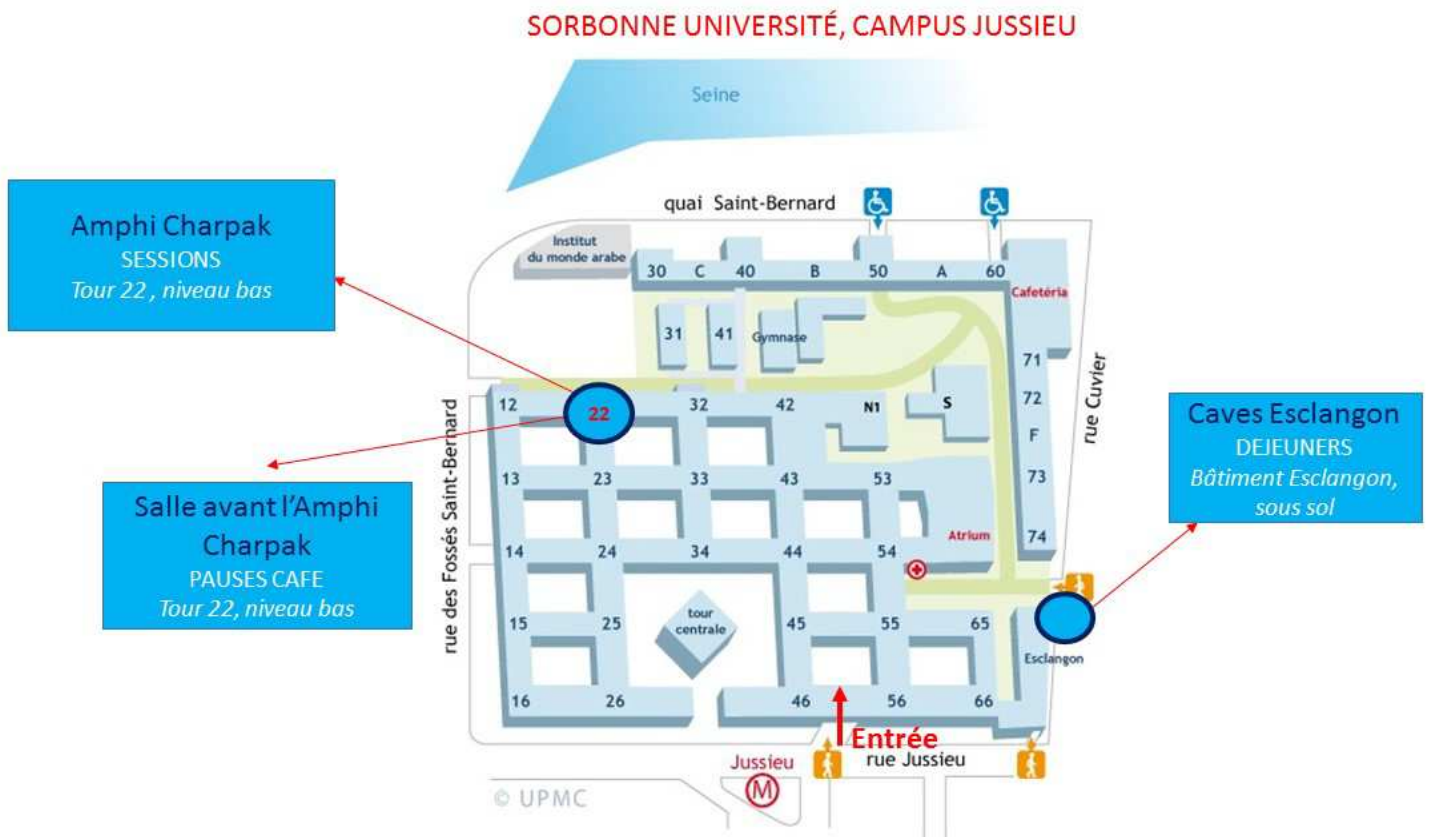 SORBONNE UNIVERSITÉ, CAMPUS JUSSIEU
Seine
Amphi Charpak
SESSIONS
Tour 22 , niveau bas
quai Saint-Bernard
Institut
du monde arabe
30 C 40 B 50 A 60
Cafetéria
31 41 Gymnase
71
rue Cuvier
72
12 22 32 42 N1 S
F
rue des Fossés Saint-Bernard
Caves Esclangon
DEJEUNERS
Bâtiment Esclangon,
sous sol
13 23 33 43 53 73
Salle avant l'Amphi
Charpak
PAUSES CAFE
Tour 22, niveau bas
Atrium
74
14 24 34 44 54
tour
centrale
15 25 45 55 65
Esclangon
16 26 46 56 66
Entrée
Jussieu
M
rue Jussieu
© UPMC